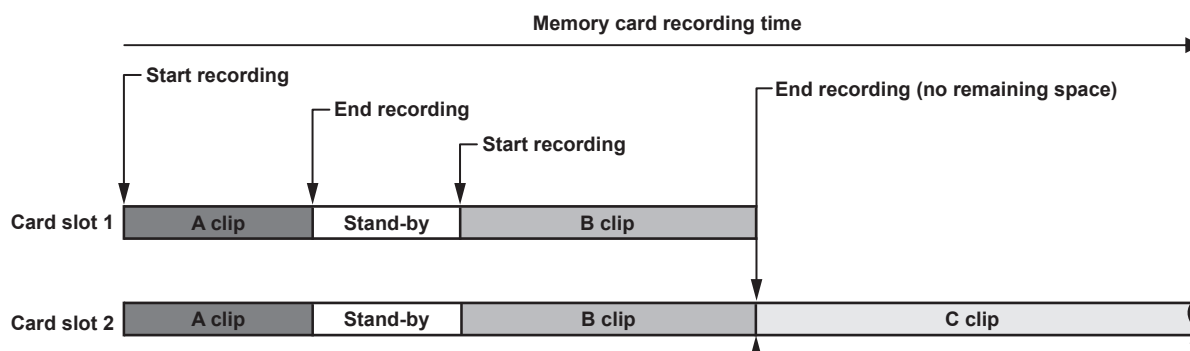 Memory card recording time
Start recording
End recording (no remaining space)
End recording
Start recording
Card slot 1 A clip Stand-by B clip
Card slot 2 A clip Stand-by B clip C clip